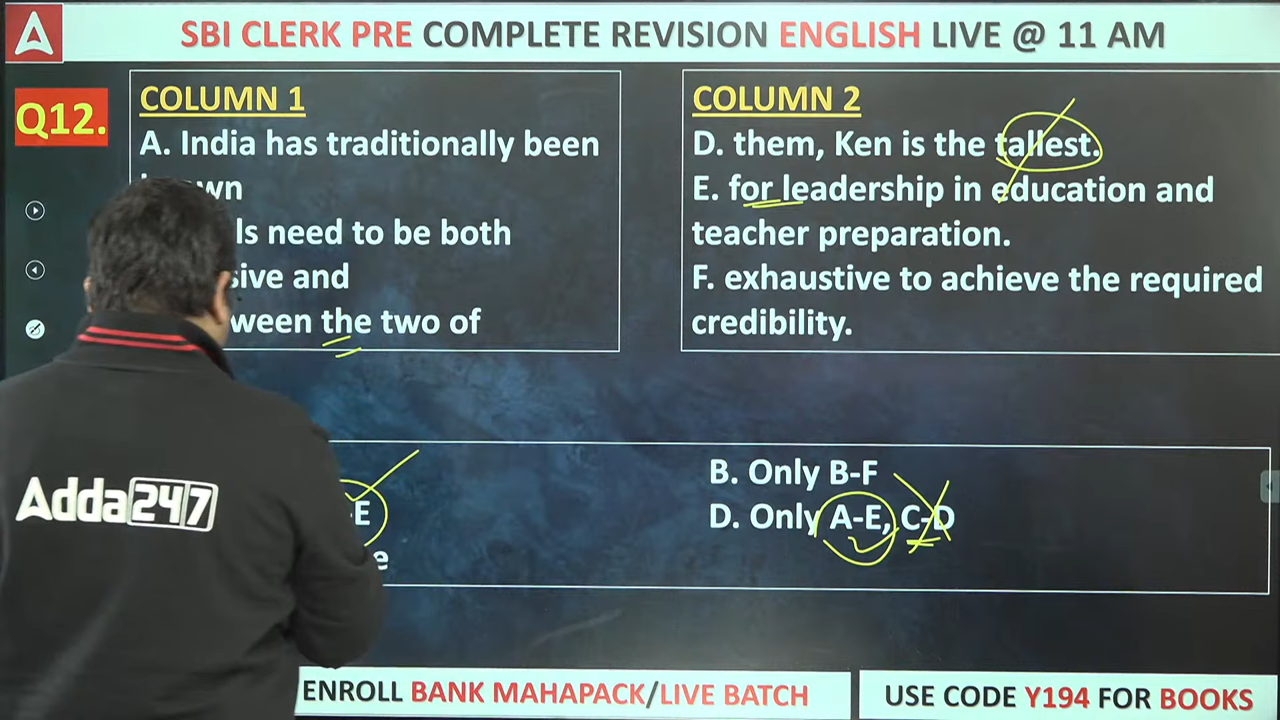 SBI CLERK PRE COMPLETE REVISION ENGLISH LIVE @ 11 AM
Q12.
COLUMN 1
A. India has traditionally been
need to be both
and
the two of
COLUMN 2
D. them, Ken is the tallest.
E. for leadership in education and
teacher preparation.
F. exhaustive to achieve the required
credibility.
-E
B. Only B-F
D. Only A-E, C-D
Adda247
ENROLL BANK MAHAPACK/LIVE BATCH
USE CODE Y194 FOR BOOKS